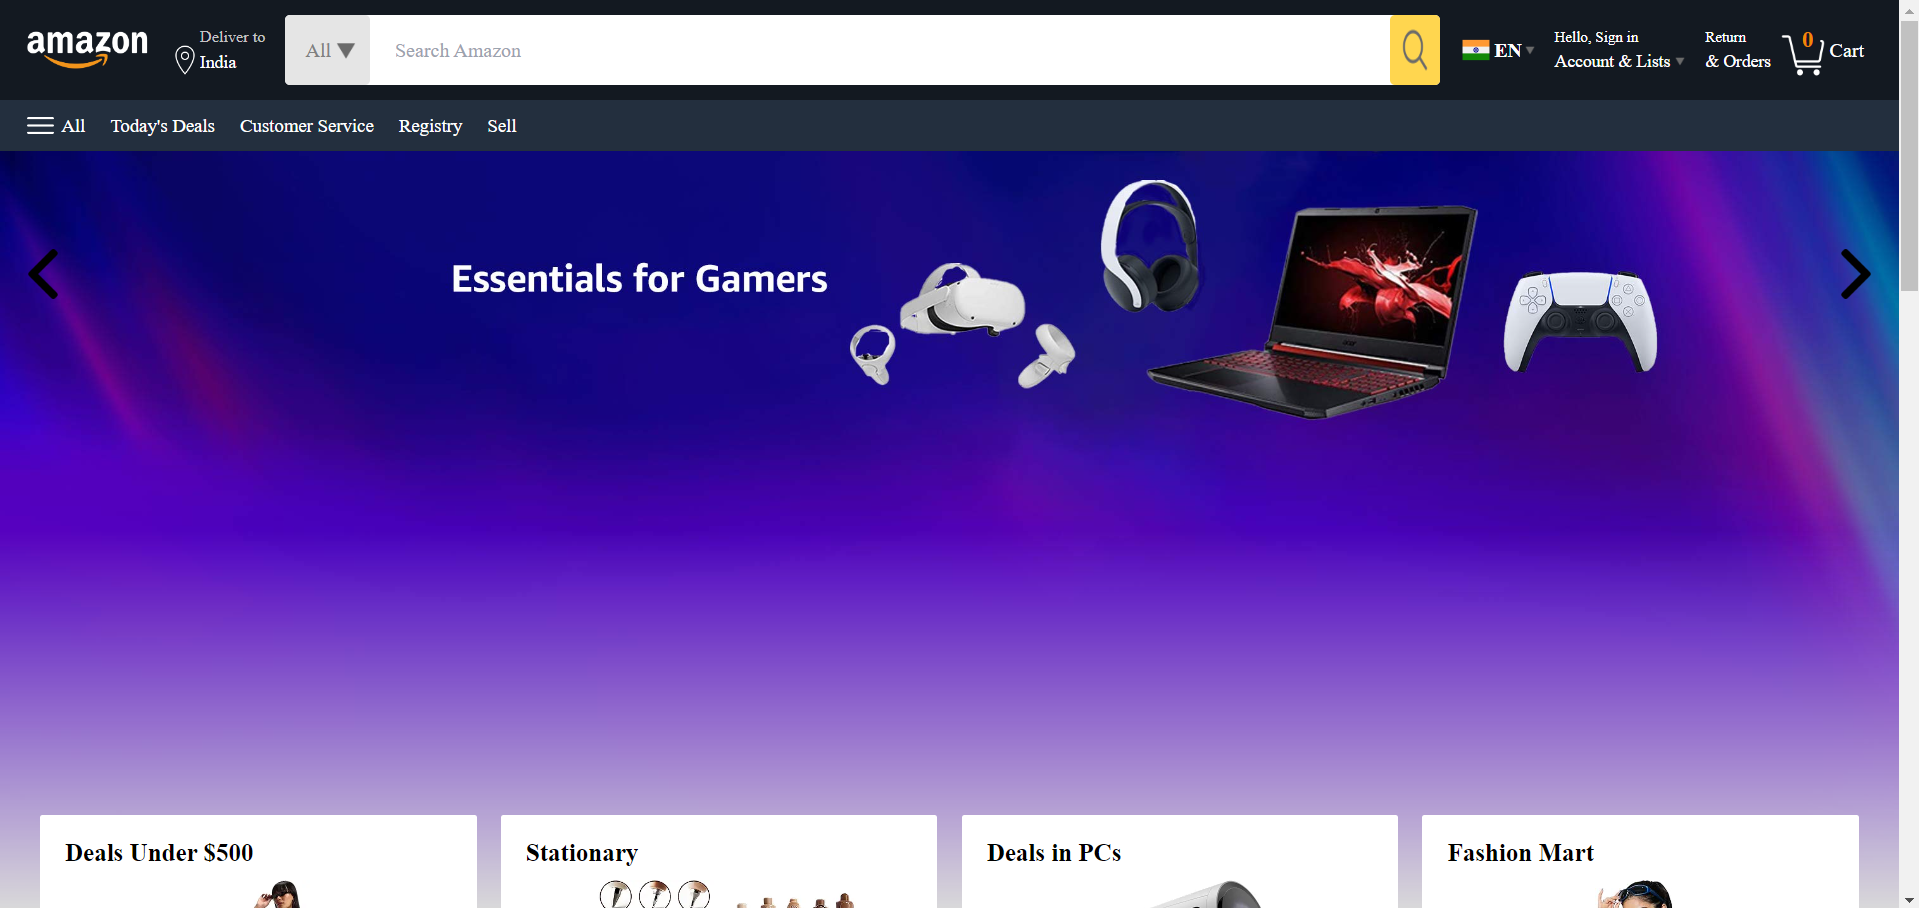 amazon
Deliver to
India
All
Search Amazon
EN
Hello, Sign in
Account & Lists
Return
& Orders
0
Cart
All
Today's Deals
Customer Service
Registry
Sell
Essentials for Gamers
Deals Under $500
Stationary
Deals in PCs
Fashion Mart